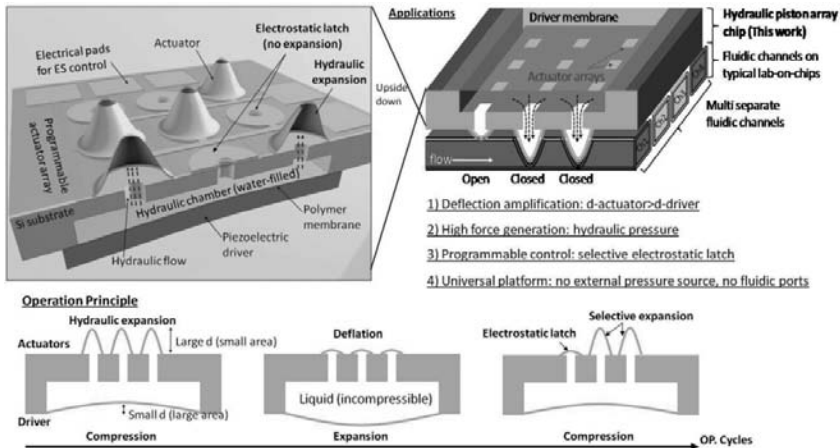 Electrostatic latch
(no expansion)
Actuator
Electrical pads
for ES control
Hydraulic
expansion
Programmable
actuator array
Hydraulic chamber (water-filled)
Si substrate
Polymer
membrane
Piezoelectric
driver
Hydraulic flow
Applications
Driver membrane
Hydraulic piston array
chip (This work)
Actuator arrays
Fluidic channels on
typical lab-on-chips
Upside
down
Multi separate
fluidic channels
Ch1
Ch2
Ch3
flow
Open
Closed
Closed
1) Deflection amplification: d-actuator>d-driver
2) High force generation: hydraulic pressure
3) Programmable control: selective electrostatic latch
4) Universal platform: no external pressure source, no fluidic ports
Operation Principle
Hydraulic expansion
Actuators
Large d (small area)
Driver
Small d (large area)
Compression
Deflation
Liquid (incompressible)
Expansion
Selective expansion
Electrostatic latch
Compression
OP. Cycles